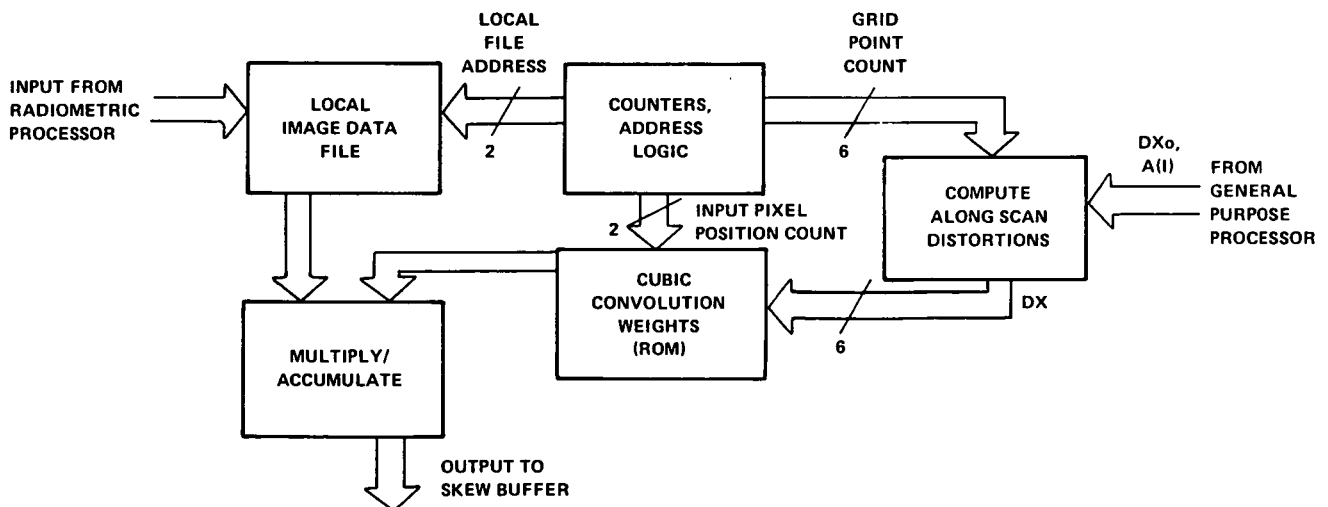 INPUT FROM
RADIOMETRIC
PROCESSOR
LOCAL
IMAGE DATA
FILE
LOCAL
FILE
ADDRESS
2
COUNTERS,
ADDRESS
LOGIC
GRID
POINT
COUNT
6
COMPUTE
ALONG SCAN
DISTORTIONS
DXo,
A(I)
FROM
GENERAL
PURPOSE
PROCESSOR
2
INPUT PIXEL
POSITION COUNT
CUBIC
CONVOLUTION
WEIGHTS
(ROM)
DX
6
MULTIPLY/
ACCUMULATE
OUTPUT TO
SKEW BUFFER